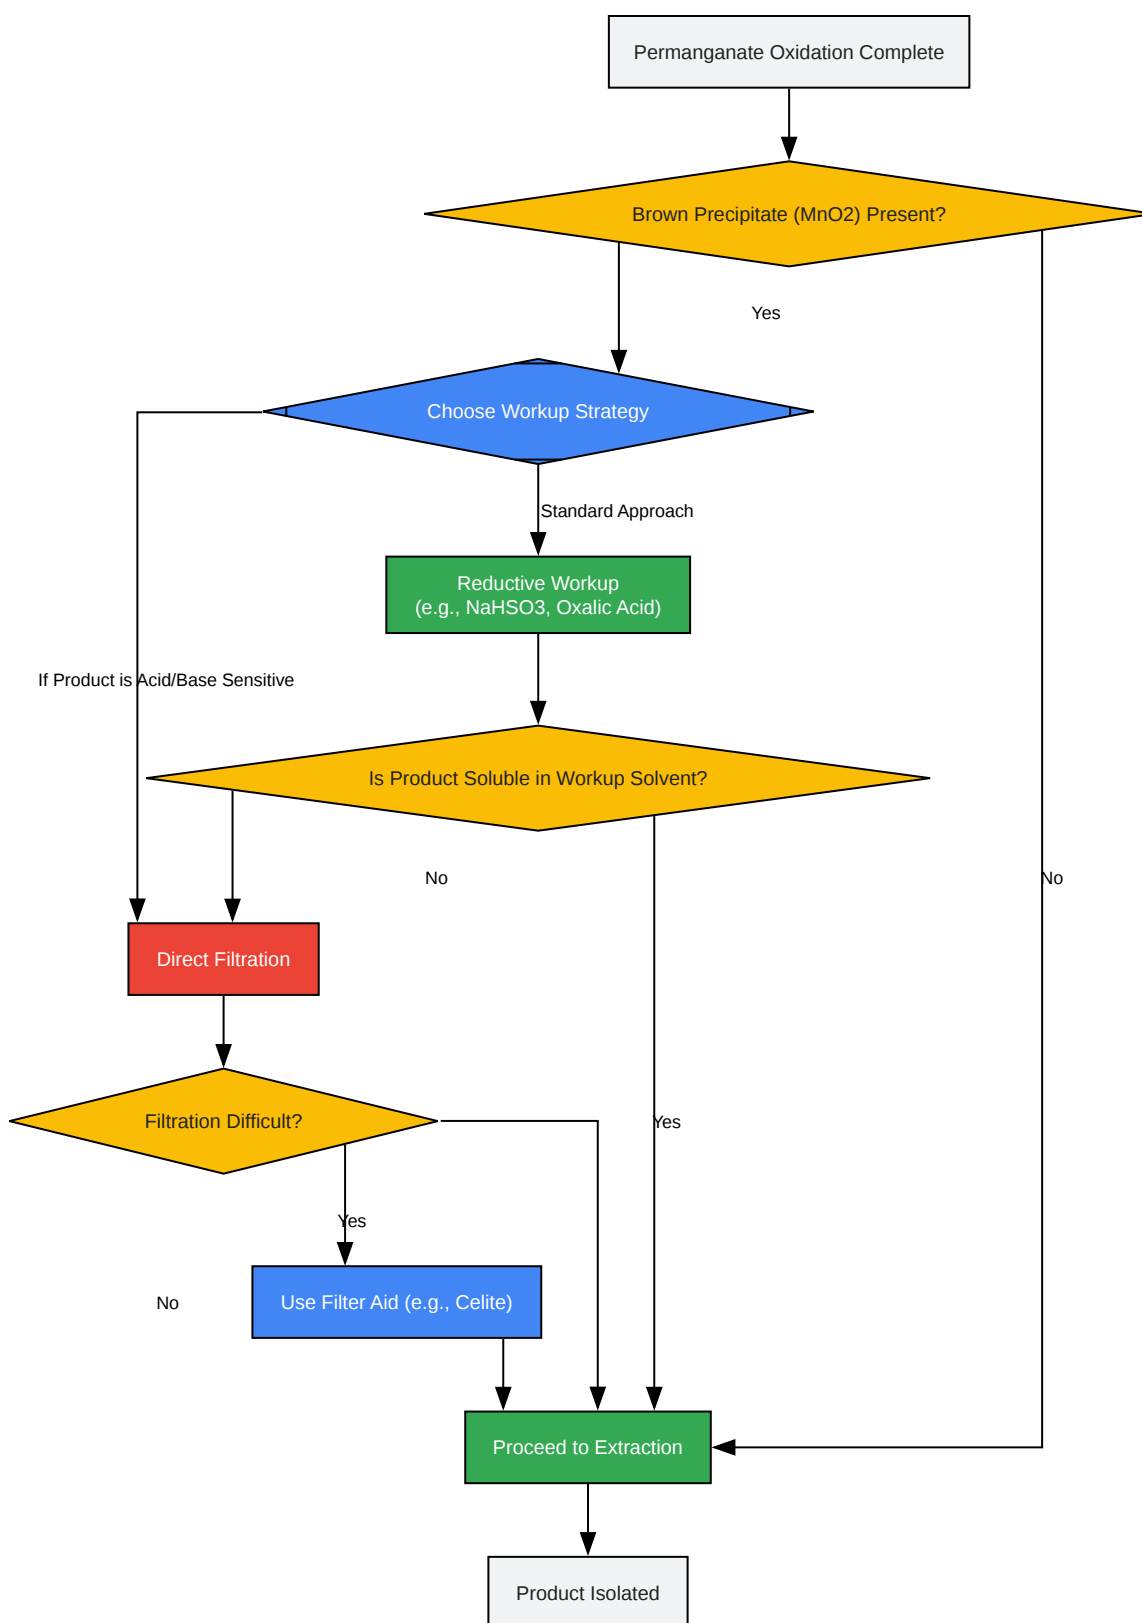 Permanganate Oxidation Complete
Brown Precipitate (MnO2) Present?
Yes
Choose Workup Strategy
Standard Approach
Reductive Workup
(e.g., NaHSO3, Oxalic Acid)
If Product is Acid/Base Sensitive
Is Product Soluble in Workup Solvent?
No
No
Direct Filtration
Filtration Difficult?
Yes
Yes
Use Filter Aid (e.g., Celite)
No
Proceed to Extraction
Product Isolated